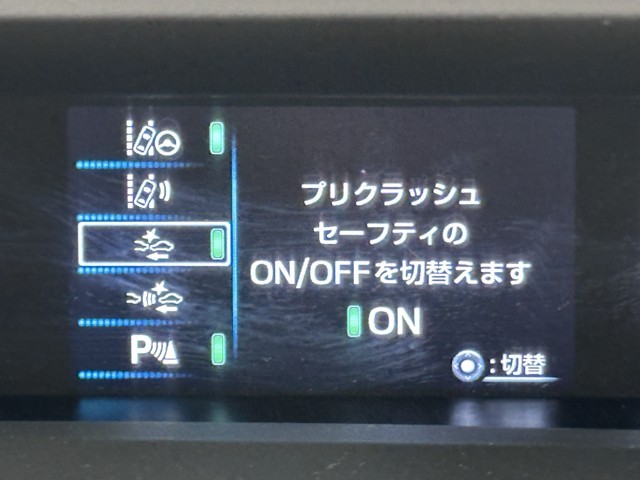 プリクラッシュ
セーフティの
ON/OFFを切替えます
ON
P
:切替